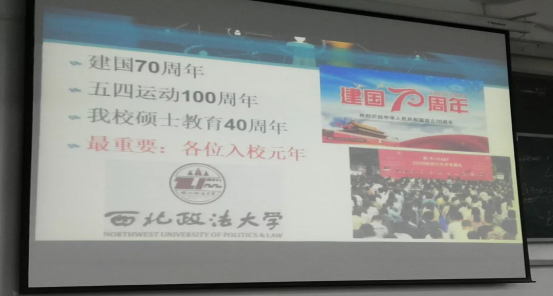 建国70周年
五四运动100周年
我校硕士教育40周年
最重要：各位入校元年
建国70周年
西北政法大学
NORTHWEST UNIVERSITY OF POLITICS & LAW